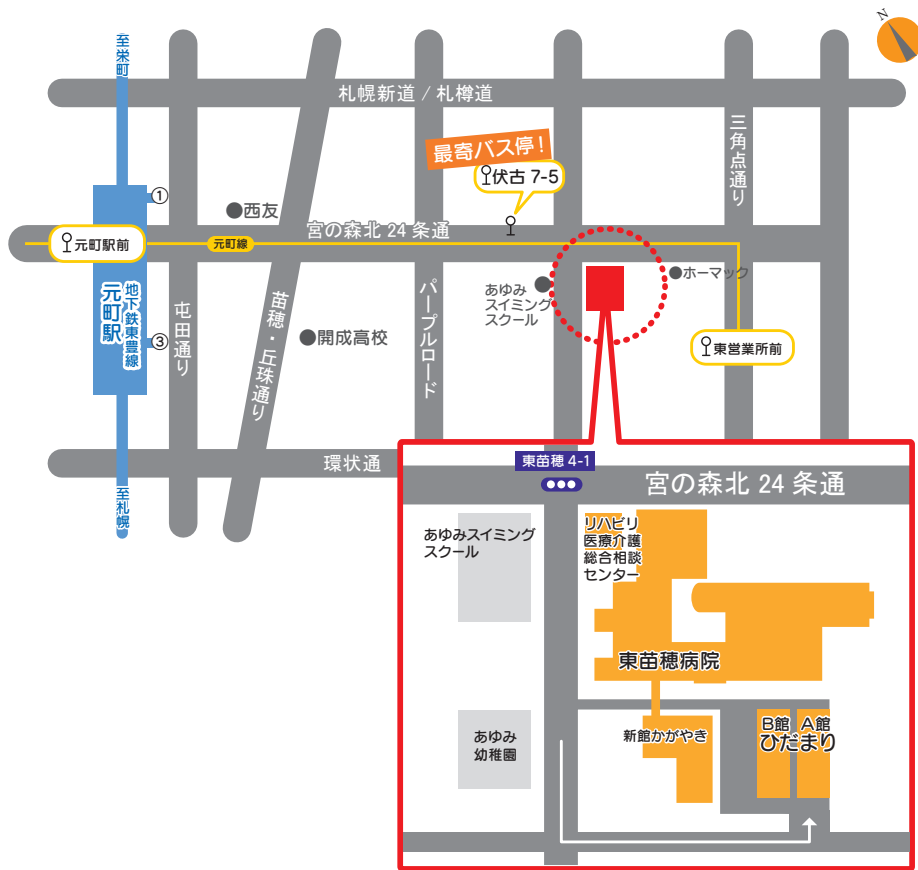 N
至栄町
札幌新道 / 札樽道
三角点通り
最寄バス停!
伏古 7-5
①
西友
宮の森北 24 条通
元町駅前
元町線
ホーマック
あゆみ
スイミング
スクール
地下鉄東豊線
元町駅
屯田通り
苗穂・丘珠通り
パープルロード
③
開成高校
東営業所前
環状通
至札幌
東苗穂 4-1
宮の森北 24 条通
あゆみスイミング
スクール
リハビリ
医療介護
総合相談
センター
東苗穂病院
あゆみ
幼稚園
新館かがやき
B館 A館
ひだまり